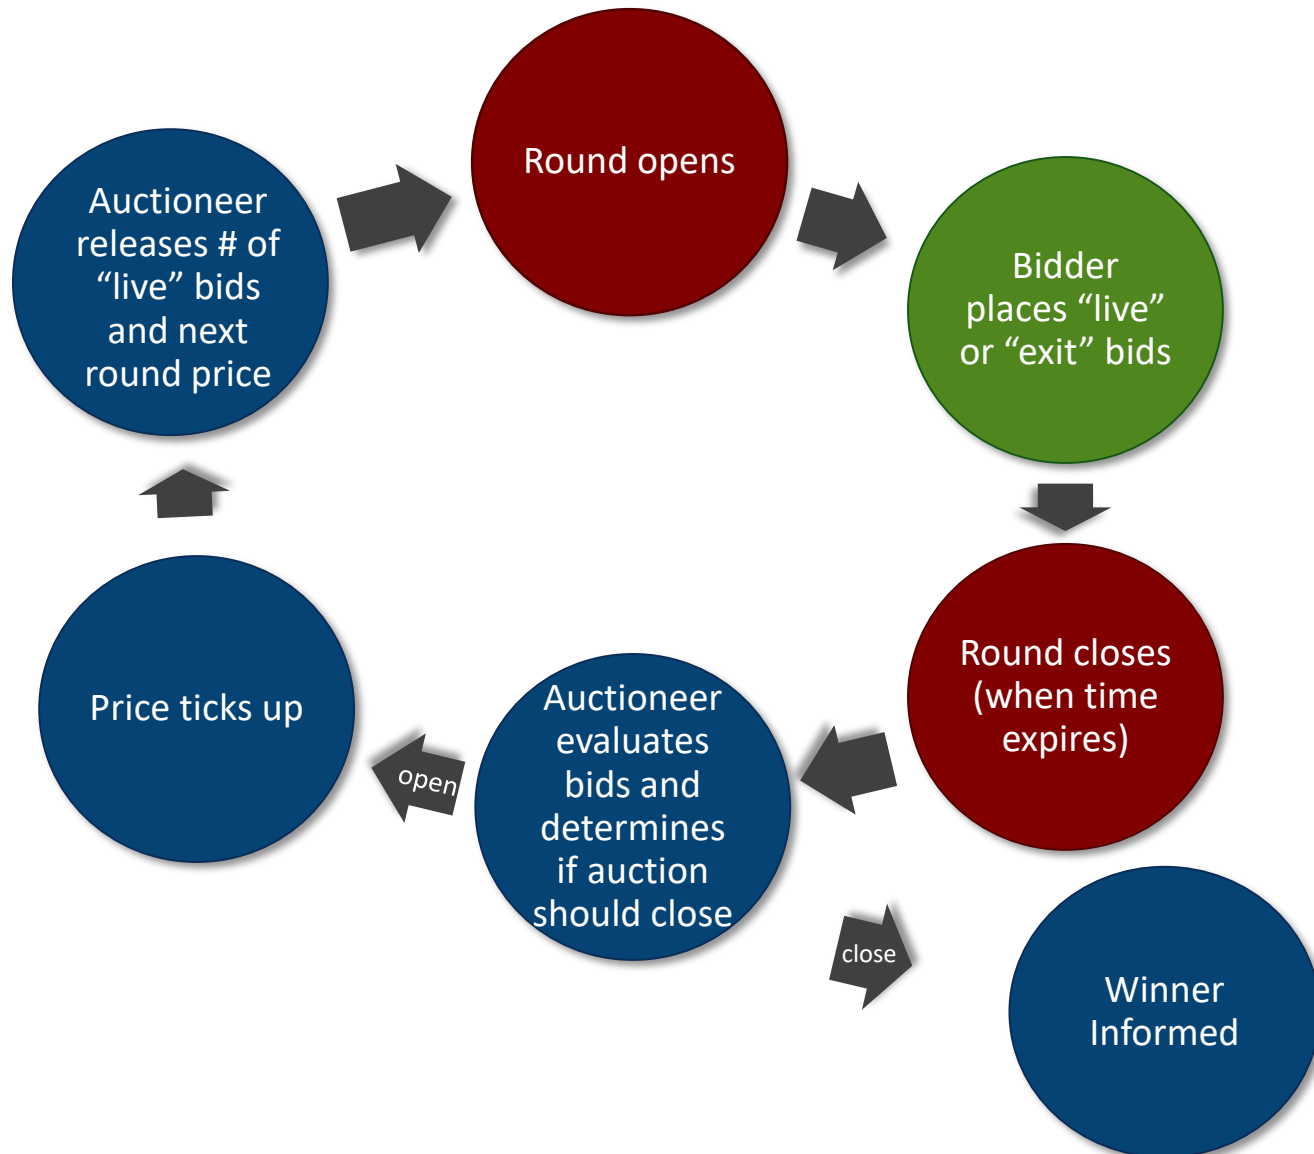 Round opens
Bidder
places “live”
or “exit” bids
Round closes
(when time
expires)
Auctioneer
evaluates
bids and
determines
if auction
should close
open
close
Price ticks up
Auctioneer
releases # of
“live” bids
and next
round price
Winner
Informed